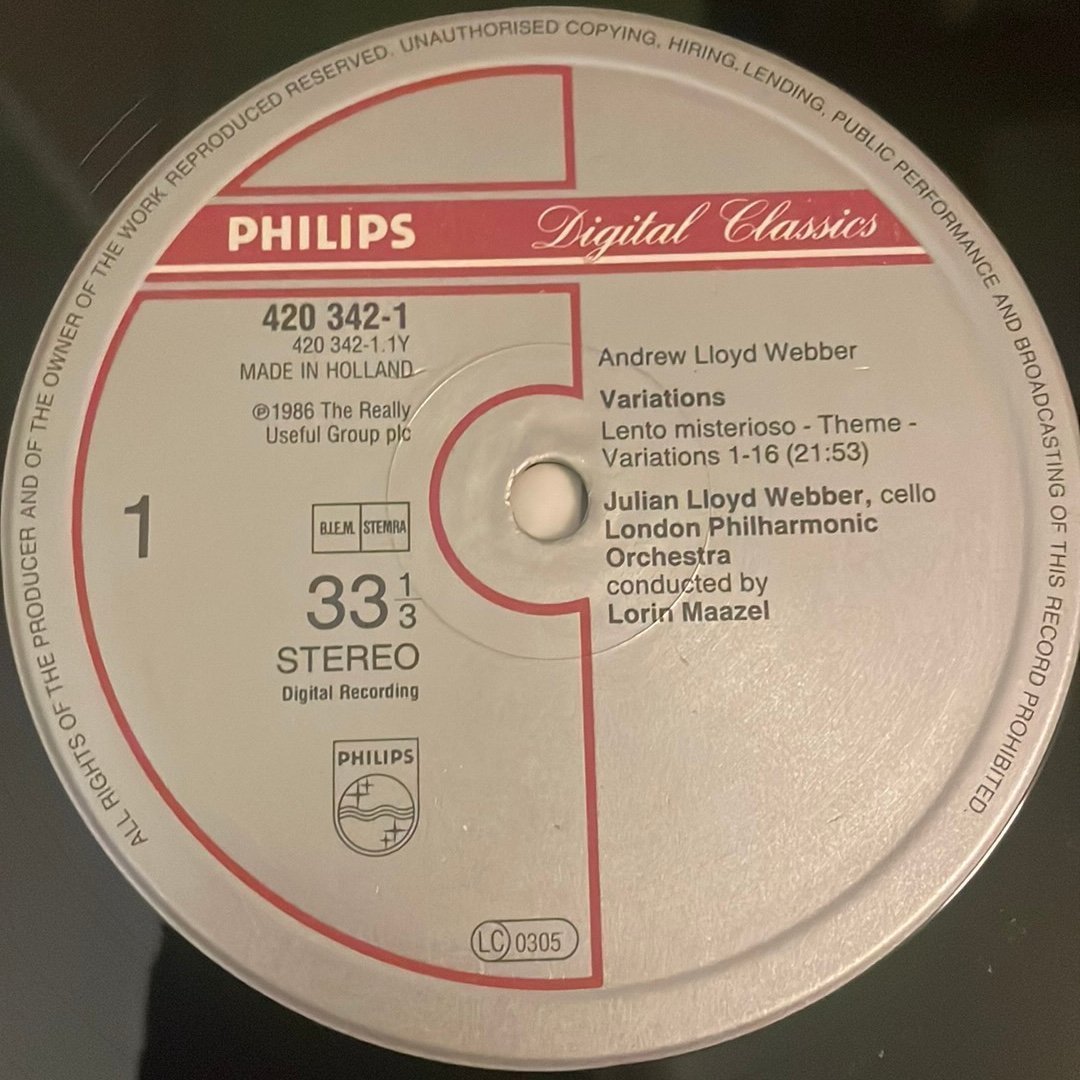 ALL RIGHTS OF THE PRODUCER AND OF THE OWNER OF THE WORK REPRODUCED RESERVED. UNAUTHORISED COPYING, HIRING, LENDING, PUBLIC PERFORMANCE AND BROADCASTING OF THIS RECORD PROHIBITED.
PHILIPS Digital Classics
420 342-1
420 342-1.1Y
MADE IN HOLLAND
℗1986 The Really
Useful Group plc
1
B.I.E.M. STEMRA
33 1/3
STEREO
Digital Recording
PHILIPS
LC 0305
Andrew Lloyd Webber
Variations
Lento misterioso - Theme -
Variations 1-16 (21:53)
Julian Lloyd Webber, cello
London Philharmonic
Orchestra
conducted by
Lorin Maazel